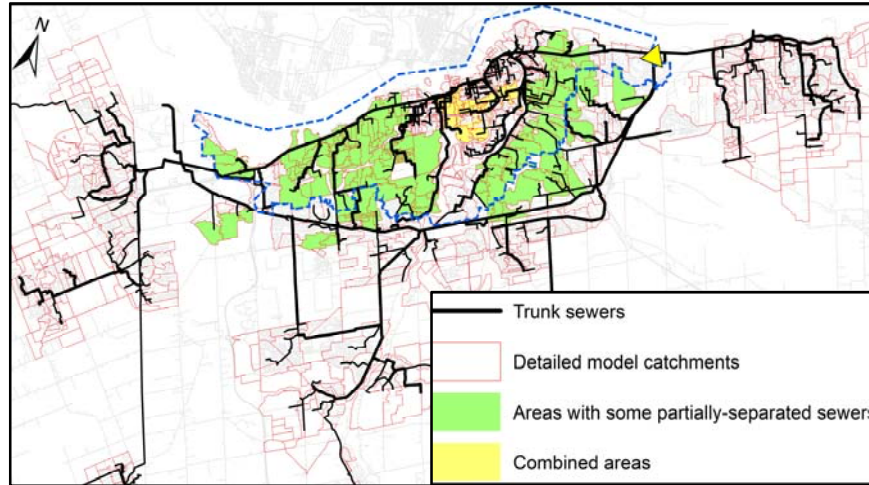 N
Trunk sewers
Detailed model catchments
Areas with some partially-separated sewers
Combined areas